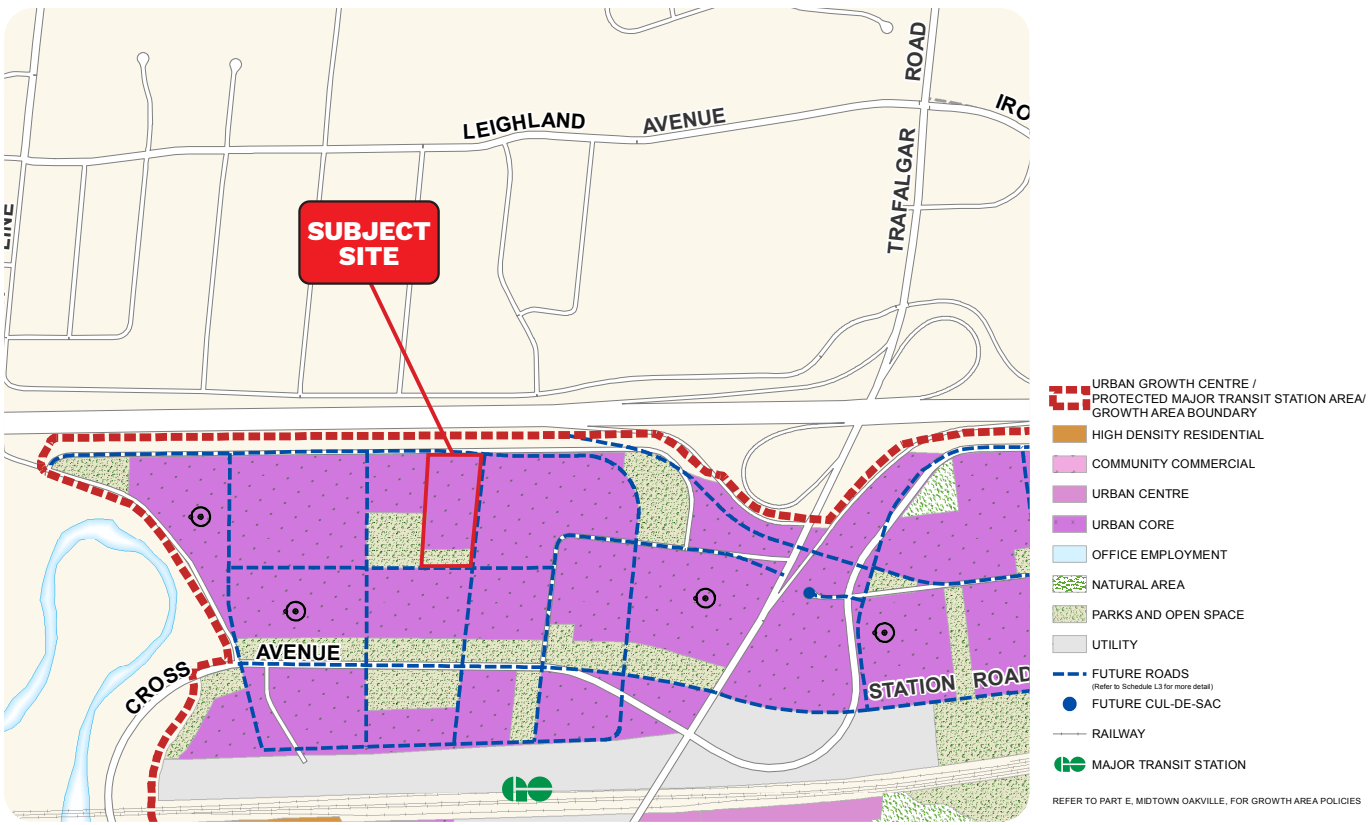 ROAD
IRO
LEIGHLAND AVENUE
TRAFALGAR
LINE
SUBJECT
SITE
CROSS
AVENUE
STATION ROAD
GO
URBAN GROWTH CENTRE /
PROTECTED MAJOR TRANSIT STATION AREA/
GROWTH AREA BOUNDARY
HIGH DENSITY RESIDENTIAL
COMMUNITY COMMERCIAL
URBAN CENTRE
URBAN CORE
OFFICE EMPLOYMENT
NATURAL AREA
PARKS AND OPEN SPACE
UTILITY
FUTURE ROADS
(Refer to Schedule L3 for more detail)
FUTURE CUL-DE-SAC
RAILWAY
GO MAJOR TRANSIT STATION
REFER TO PART E, MIDTOWN OAKVILLE, FOR GROWTH AREA POLICIES